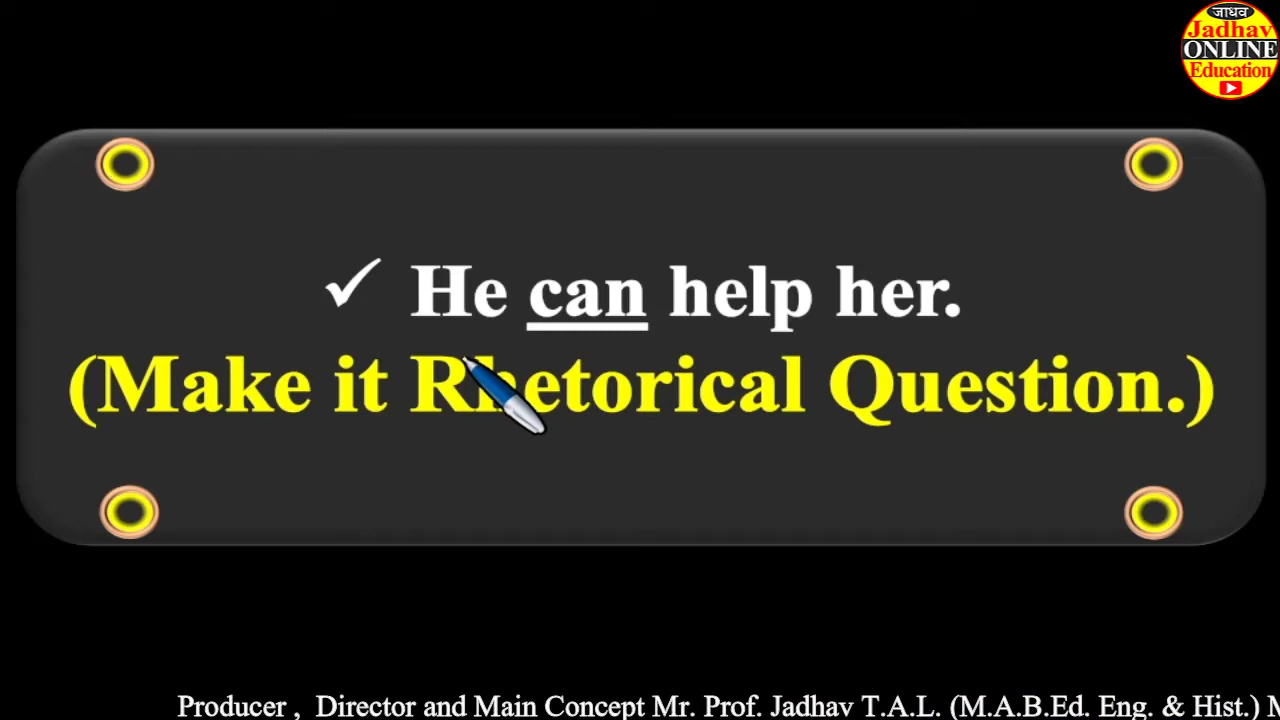 जाधव
Jadhav
ONLINE
Education
✓ He can help her.
(Make it Rhetorical Question.)
Producer , Director and Main Concept Mr. Prof. Jadhav T.A.L. (M.A.B.Ed. Eng. & Hist.) M